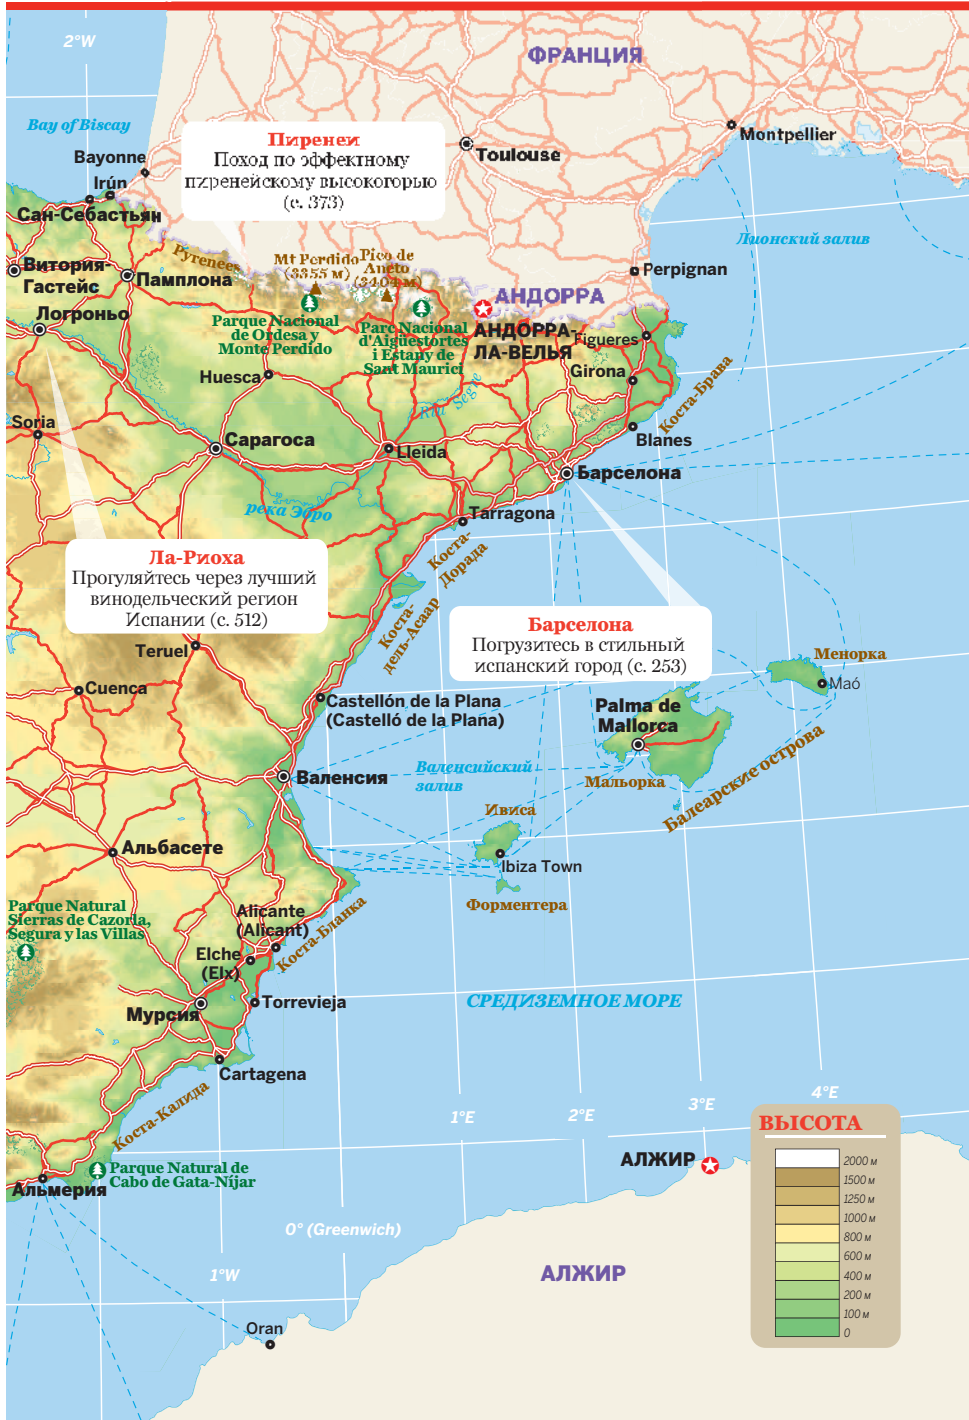 2°W
ФРАНЦИЯ
Bay of Biscay
Montpellier
Пиренеи
Поход по эффектному
пиренейскому высокогорью
(с. 373)
Toulouse
Bayonne
Irún
Сан-Себастьян
Лионский залив
Pyrenees
Mt Perdido
(3355 м)
Pico de
Aneto
(3404 м)
Витория-
Гастейс
Памплона
Perpignan
АНДОРРА
Логроньо
Parque Nacional
de Ordesa y
Monte Perdido
Parc Nacional
d'Aigüestortes
i Estany de
Sant Maurici
АНДОРРА-
ЛА-ВЕЛЬЯ
Figueres
Girona
Huesca
Río Segre
Коста-Брава
Soria
Сарагоса
Lleida
Blanes
Барселона
река Эбро
Tarragona
Ла-Риоха
Прогуляйтесь через лучший
винодельческий регион
Испании (с. 512)
Коста-
Дорада
Коста-
дель-Асаар
Барселона
Погрузитесь в стильный
испанский город (с. 253)
Teruel
Менорка
Maó
Cuenca
Castellón de la Plana
(Castelló de la Plana)
Palma de
Mallorca
Валенсия
Валенсийский
залив
Мальорка
Балеарские острова
Ивиса
Альбасете
Ibiza Town
Форментера
Parque Natural
Sierras de Cazorla,
Segura y las Villas
Alicante
(Alicant)
Коста-Бланка
Elche
(Elx)
СРЕДИЗЕМНОЕ МОРЕ
Мурсия
Torrevieja
Cartagena
Коста-Калида
1°E
2°E
3°E
4°E
ВЫСОТА
2000 м
1500 м
1250 м
1000 м
800 м
600 м
400 м
200 м
100 м
0
АЛЖИР
Parque Natural de
Cabo de Gata-Níjar
Альмерия
0° (Greenwich)
1°W
АЛЖИР
Oran